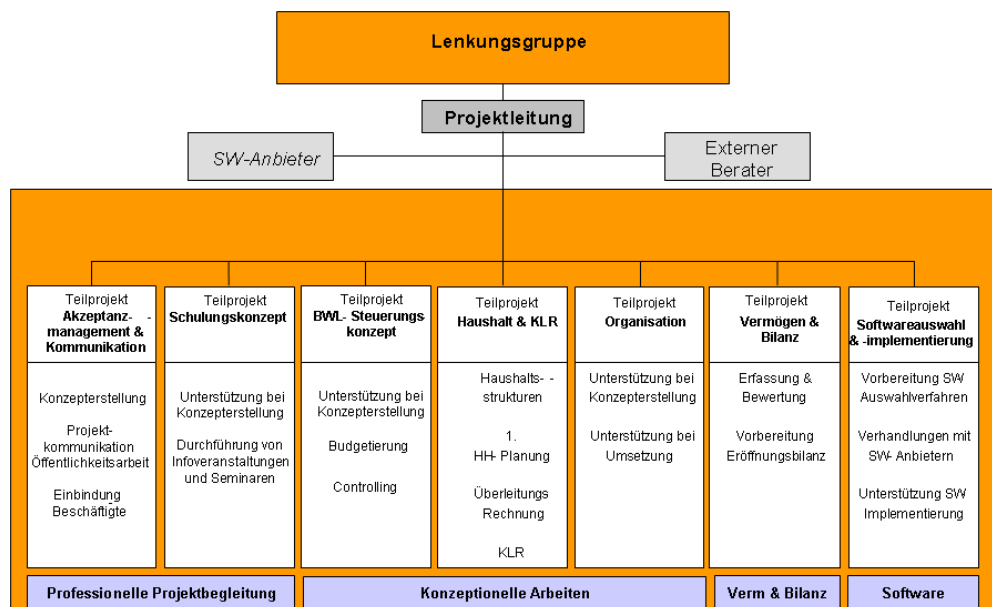 Lenkungsgruppe
Projektleitung
SW-Anbieter
Externer
Berater
Teilprojekt
Akzeptanz- -
management &
Kommunikation
Konzepterstellung
Projekt-
kommunikation
Öffentlichkeitsarbeit
Einbindung
Beschäftigte
Teilprojekt
Schulungskonzept
Unterstützung bei
Konzepterstellung
Durchführung von
Infoveranstaltungen
und Seminaren
Teilprojekt
BWL- Steuerungs
konzept
Unterstützung bei
Konzepterstellung
Budgetierung
Controlling
Teilprojekt
Haushalt & KLR
Haushalts- -
strukturen
1.
HH- Planung
Überleitungs
Rechnung
KLR
Teilprojekt
Organisation
Unterstützung bei
Konzepterstellung
Unterstützung bei
Umsetzung
Teilprojekt
Vermögen &
Bilanz
Erfassung &
Bewertung
Vorbereitung
Eröffnungsbilanz
Teilprojekt
Softwareauswahl
& -implementierung
Vorbereitung SW
Auswahlverfahren
Verhandlungen mit
SW- Anbietern
Unterstützung SW
Implementierung
Professionelle Projektbegleitung
Konzeptionelle Arbeiten
Verm & Bilanz
Software